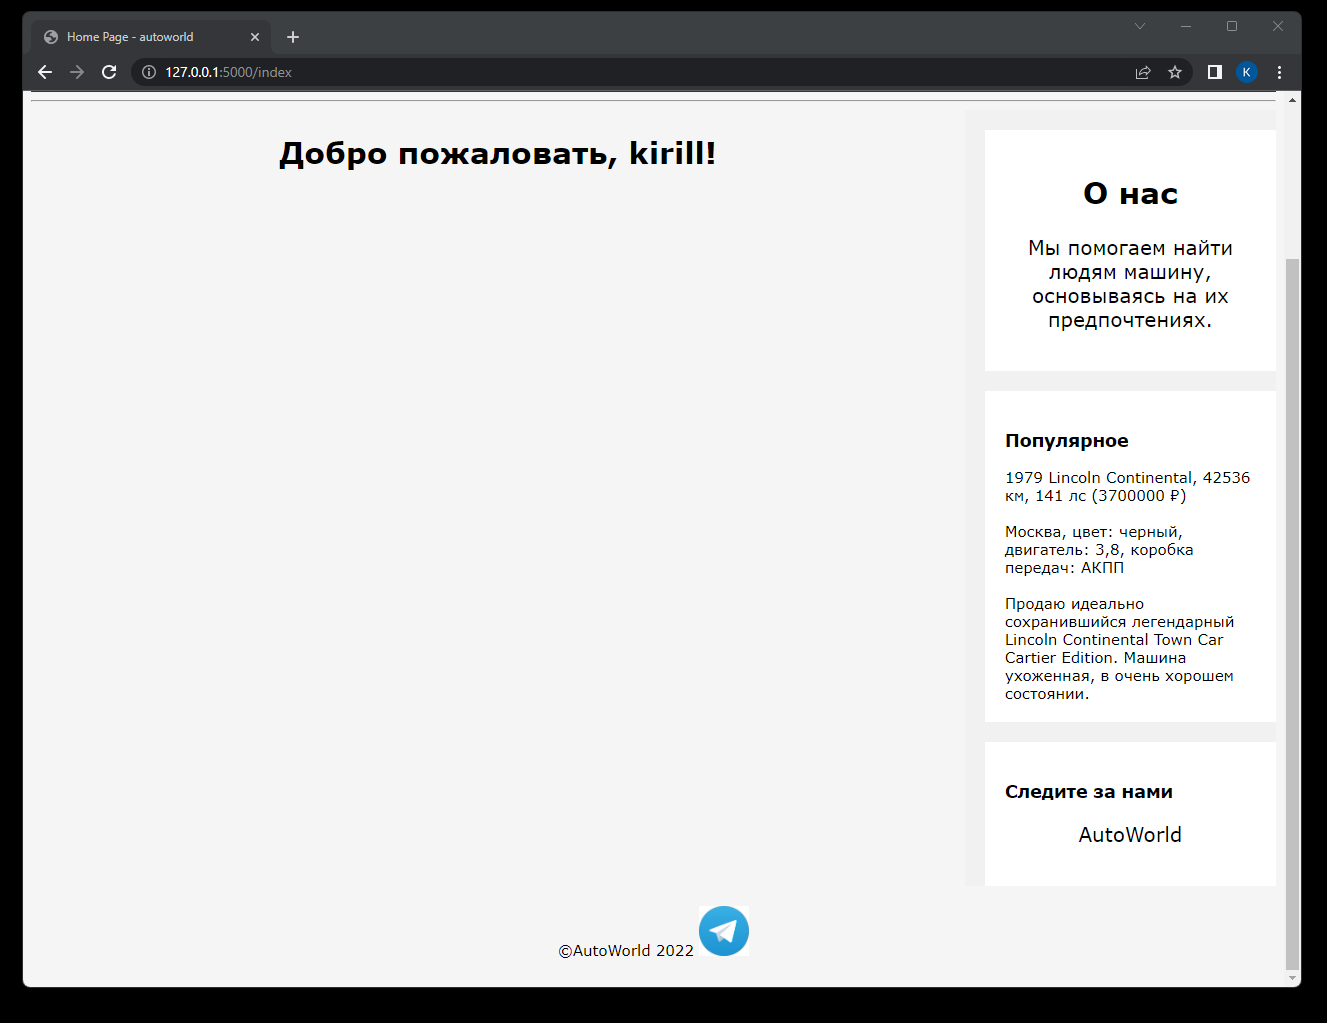 Home Page - autoworld
127.0.0.1:5000/index
K
Добро пожаловать, kirill!
О нас
Мы помогаем найти
людям машину,
основываясь на их
предпочтениях.
Популярное
1979 Lincoln Continental, 42536
км, 141 лс (3700000 ₽)
Москва, цвет: черный,
двигатель: 3,8, коробка
передач: АКПП
Продаю идеально
сохранившийся легендарный
Lincoln Continental Town Car
Cartier Edition. Машина
ухоженная, в очень хорошем
состоянии.
Следите за нами
AutoWorld
©AutoWorld 2022